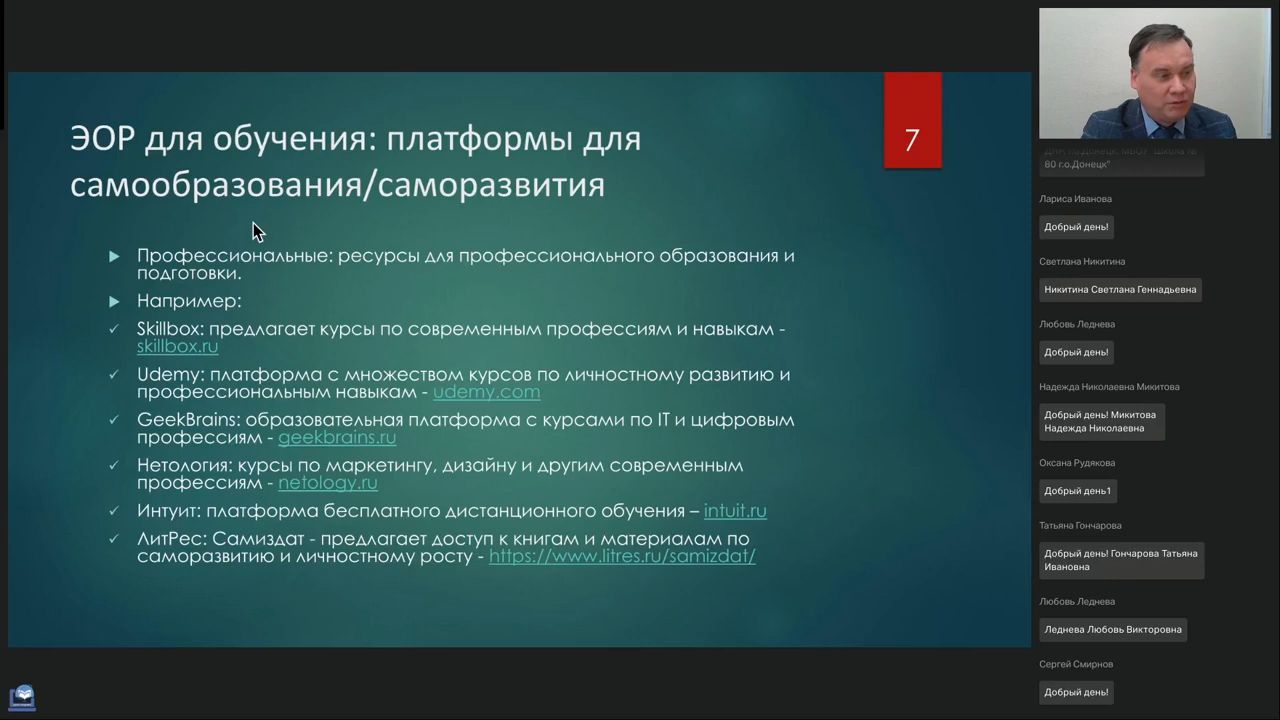 ЭОР для обучения: платформы для
самообразования/саморазвития
7
Профессиональные: ресурсы для профессионального образования и
подготовки.
Например:
Skillbox: предлагает курсы по современным профессиям и навыкам -
skillbox.ru
Udemy: платформа с множеством курсов по личностному развитию и
профессиональным навыкам - udemy.com
GeekBrains: образовательная платформа с курсами по IT и цифровым
профессиям - geekbrains.ru
Нетология: курсы по маркетингу, дизайну и другим современным
профессиям - netology.ru
Интуит: платформа бесплатного дистанционного обучения – intuit.ru
ЛитРес: Самиздат - предлагает доступ к книгам и материалам по
саморазвитию и личностному росту - https://www.litres.ru/samizdat/
80 г.о.Донецк"
Лариса Иванова
Добрый день!
Светлана Никитина
Никитина Светлана Геннадьевна
Любовь Леднева
Добрый день!
Надежда Николаевна Микитова
Добрый день! Микитова
Надежда Николаевна
Оксана Рудякова
Добрый день1
Татьяна Гончарова
Добрый день! Гончарова Татьяна
Ивановна
Любовь Леднева
Леднева Любовь Викторовна
Сергей Смирнов
Добрый день!